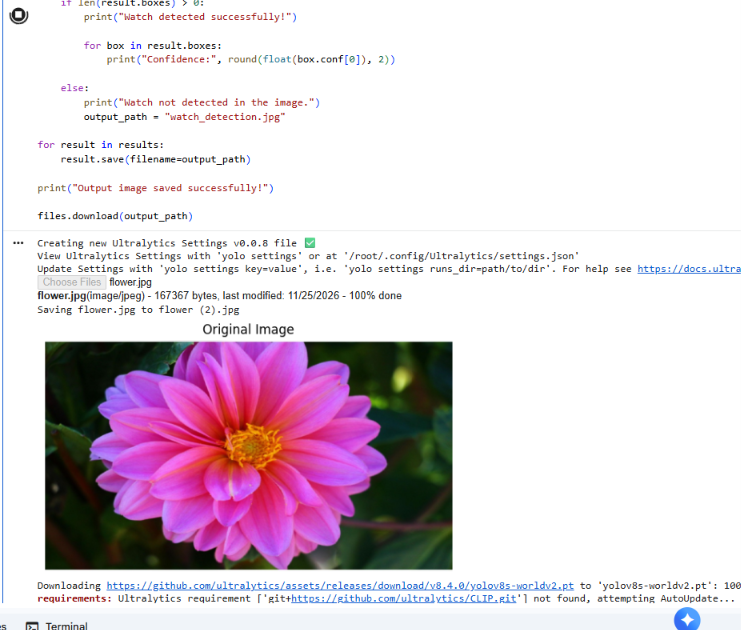 if len(result.boxes) > 0:
print("Watch detected successfully!")
for box in result.boxes:
print("Confidence:", round(float(box.conf[0]), 2))
else:
print("Watch not detected in the image.")
output_path = "watch_detection.jpg"
for result in results:
result.save(filename=output_path)
print("Output image saved successfully!")
files.download(output_path)
Creating new Ultralytics Settings v0.0.8 file ✅
View Ultralytics Settings with 'yolo settings' or at '/root/.config/Ultralytics/settings.json'
Update Settings with 'yolo settings key=value', i.e. 'yolo settings runs_dir=path/to/dir'. For help see https://docs.ultra
Choose Files flower.jpg
flower.jpg(image/jpeg) - 167367 bytes, last modified: 11/25/2026 - 100% done
Saving flower.jpg to flower (2).jpg
Original Image
Downloading https://github.com/ultralytics/assets/releases/download/v8.4.0/yolov8s-worldv2.pt to 'yolov8s-worldv2.pt': 100
requirements: Ultralytics requirement ['git+https://github.com/ultralytics/CLIP.git'] not found, attempting AutoUpdate...
Terminal